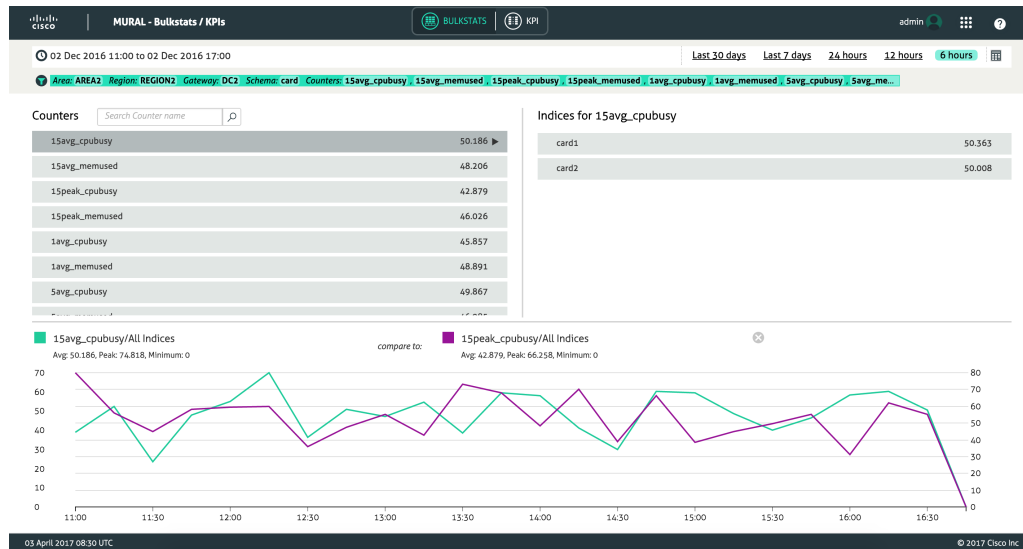 cisco
MURAL - Bulkstats / KPIs
BULKSTATS
KPI
admin
?
02 Dec 2016 11:00 to 02 Dec 2016 17:00
Last 30 days Last 7 days 24 hours 12 hours 6 hours
Area: AREA2 Region: REGION2 Gateway: DC2 Schema: card Counters: 15avg_cpubusy , 15avg_memused , 15peak_cpubusy , 15peak_memused , 1avg_cpubusy , 1avg_memused , 5avg_cpubusy , 5avg_me...
Counters
Search Counter name
15avg_cpubusy 50.186
15avg_memused 48.206
15peak_cpubusy 42.879
15peak_memused 46.026
1avg_cpubusy 45.857
1avg_memused 48.891
5avg_cpubusy 49.867
Indices for 15avg_cpubusy
card1 50.363
card2 50.008
15avg_cpubusy/All Indices
Avg: 50.186, Peak: 74.818, Minimum: 0
compare to:
15peak_cpubusy/All Indices
Avg: 42.879, Peak: 66.258, Minimum: 0
70
60
50
40
30
20
10
0
80
70
60
50
40
30
20
10
0
11:00 11:30 12:00 12:30 13:00 13:30 14:00 14:30 15:00 15:30 16:00 16:30
03 April 2017 08:30 UTC
© 2017 Cisco Inc